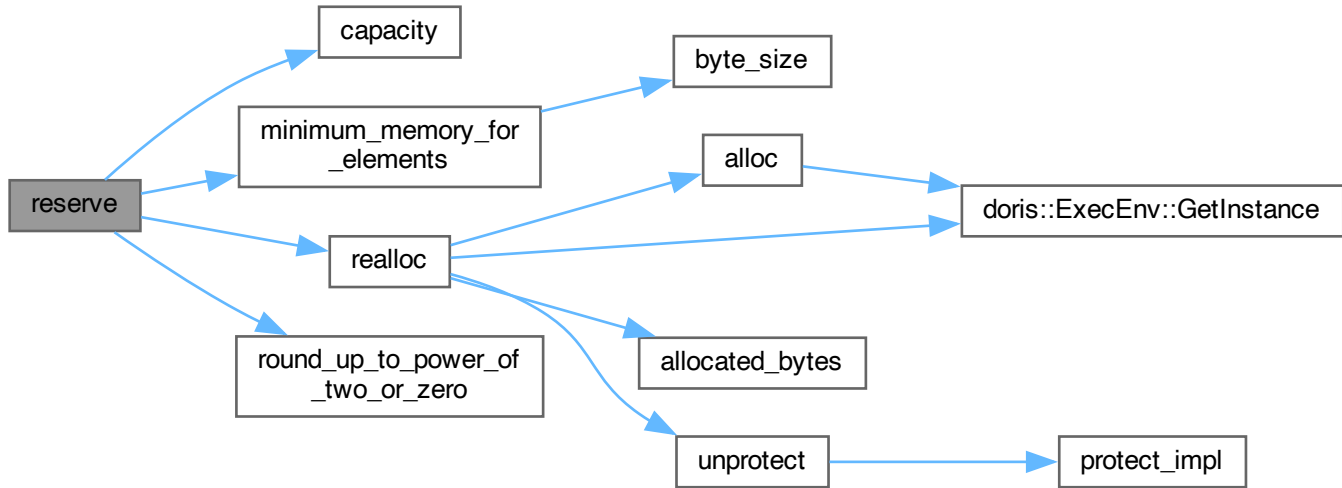 capacity
byte_size
minimum_memory_for
_elements
alloc
reserve
doris::ExecEnv::GetInstance
realloc
round_up_to_power_of
_two_or_zero
allocated_bytes
unprotect
protect_impl